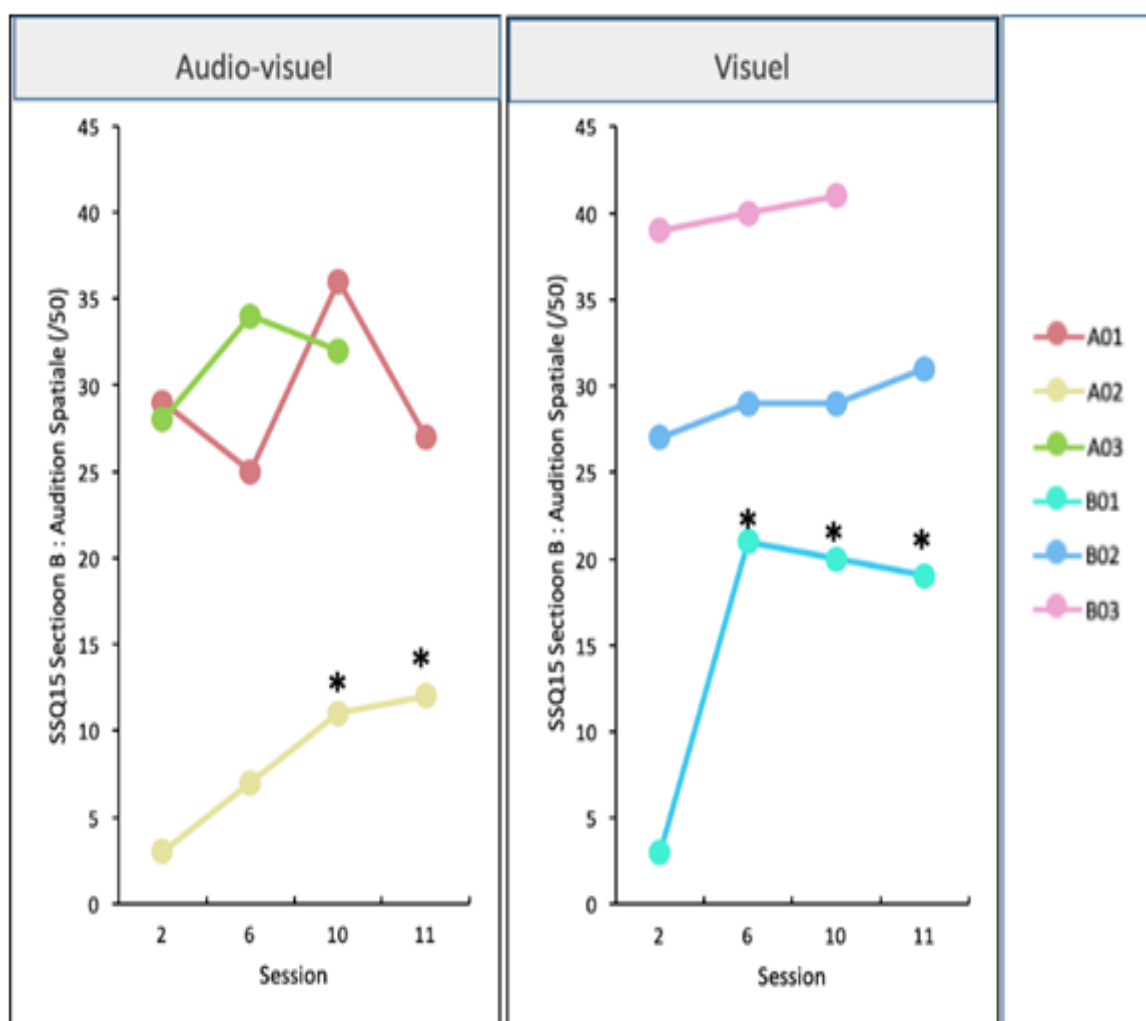 Audio-visuel
SSQ15 Sectioon B : Audition Spatiale (/50)
45
40
35
30
25
20
15
10
5
0
*
*
2 6 10 11
Session
Visuel
SSQ15 Sectioon B : Audition Spatiale (/50)
45
40
35
30
25
20
15
10
5
0
*
*
*
2 6 10 11
Session
A01
A02
A03
B01
B02
B03